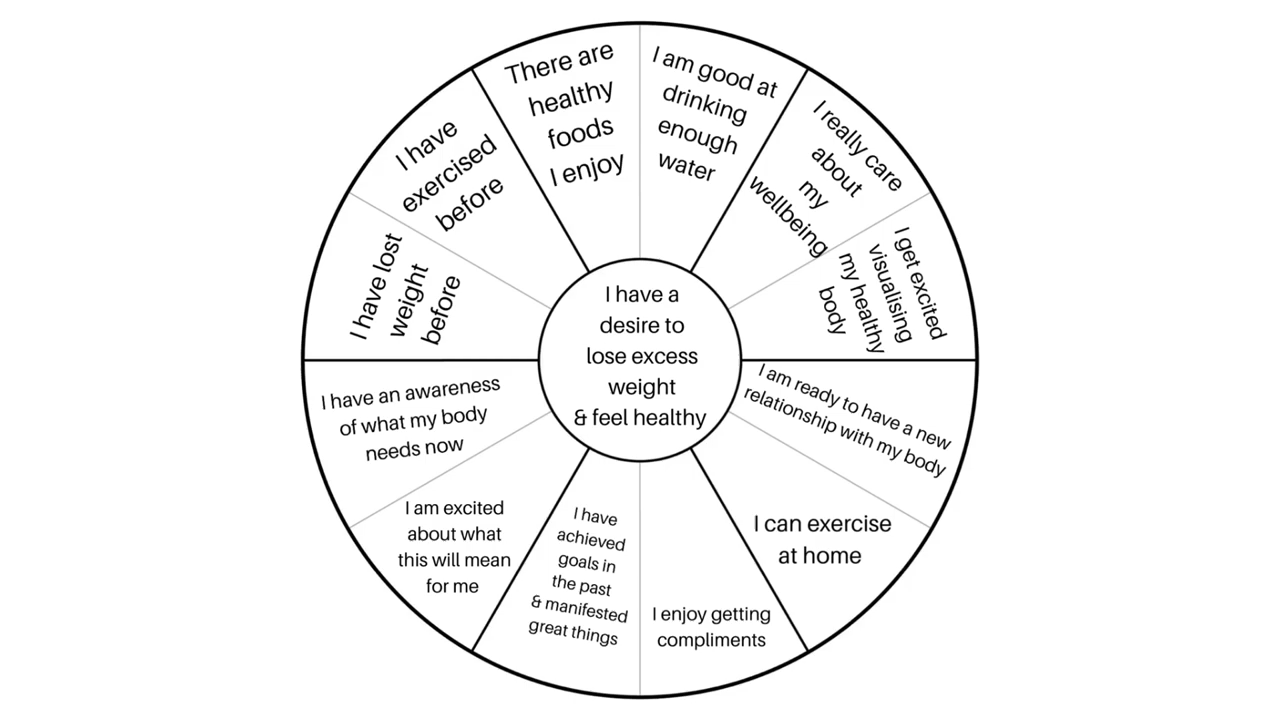 There are
healthy
foods
I enjoy
I am good at
drinking
enough
water
I really care
about
my
wellbeing
I get excited
visualising
my healthy
body
I am ready to have a new
relationship with my body
I can exercise
at home
I enjoy getting
compliments
I have
achieved
goals in
the past
& manifested
great things
I am excited
about what
this will mean
for me
I have an awareness
of what my body
needs now
I have lost
weight
before
I have
exercised
before
I have a
desire to
lose excess
weight
& feel healthy